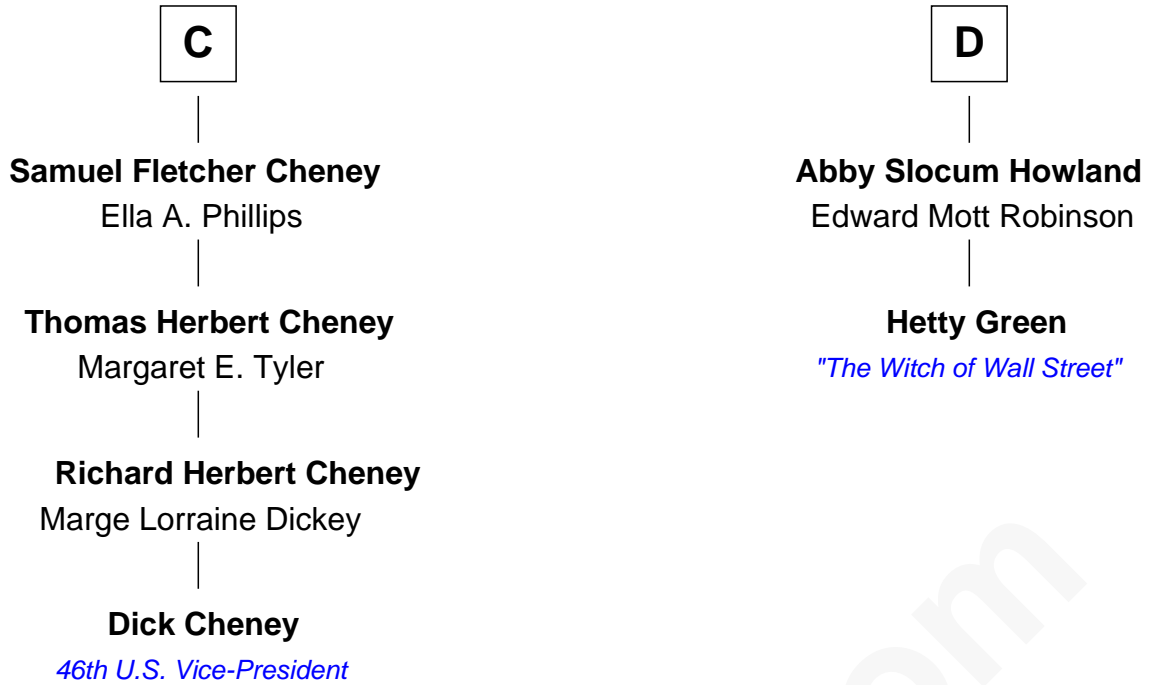 C
Samuel Fletcher Cheney
Ella A. Phillips
Thomas Herbert Cheney
Margaret E. Tyler
Richard Herbert Cheney
Marge Lorraine Dickey
Dick Cheney
46th U.S. Vice-President
D
Abby Slocum Howland
Edward Mott Robinson
Hetty Green
"The Witch of Wall Street"
om